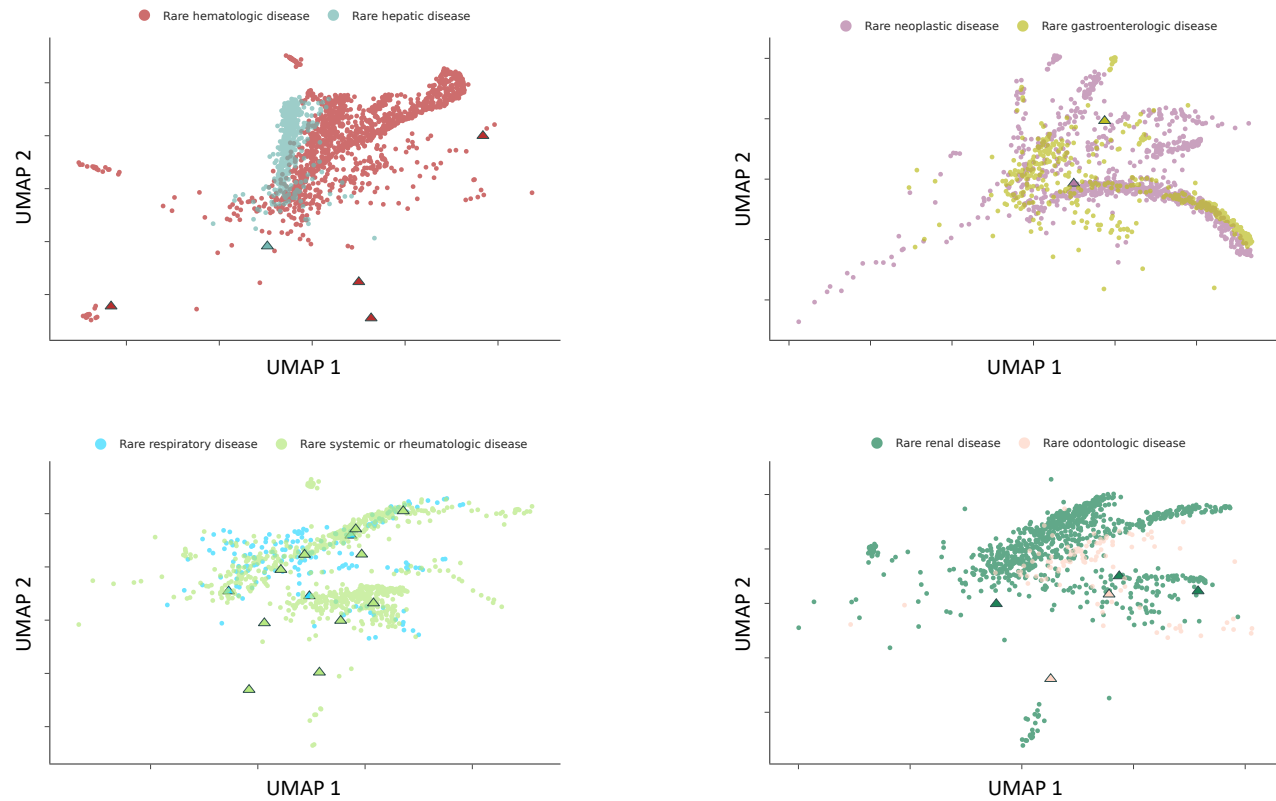 Rare hematologic disease Rare hepatic disease
UMAP 2
UMAP 1
Rare neoplastic disease Rare gastroenterologic disease
UMAP 2
UMAP 1
Rare respiratory disease Rare systemic or rheumatologic disease
UMAP 2
UMAP 1
Rare renal disease Rare odontologic disease
UMAP 2
UMAP 1